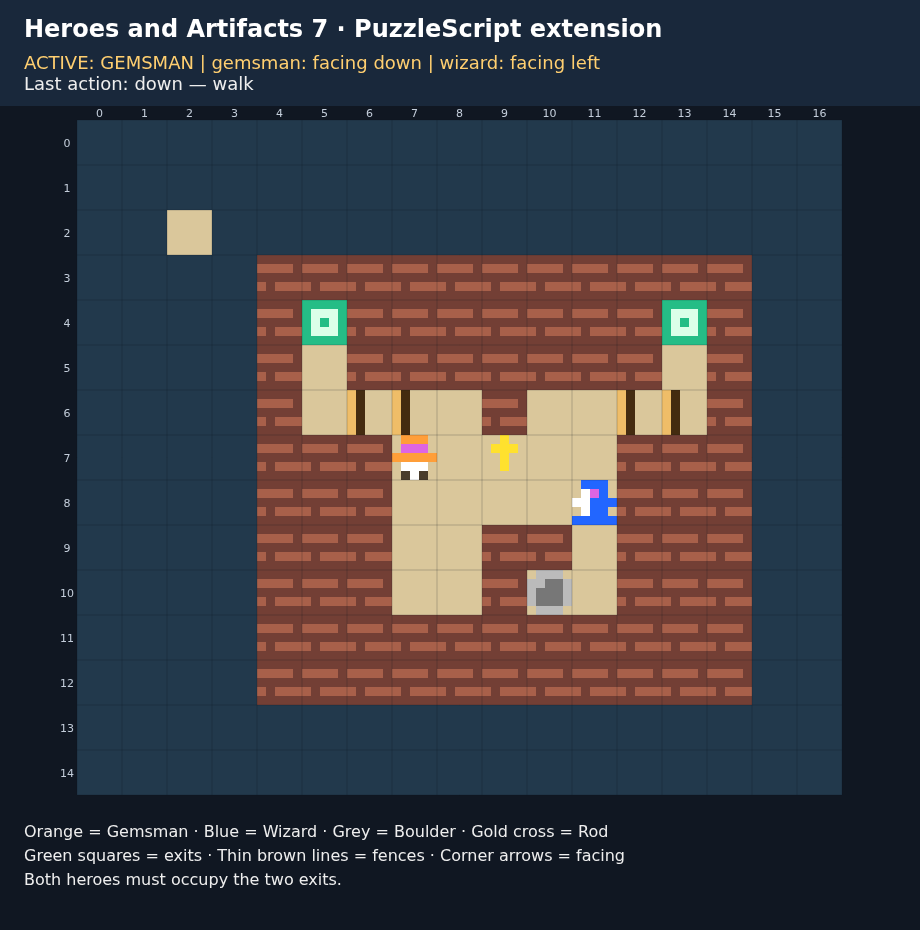 Heroes and Artifacts 7 · PuzzleScript extension
ACTIVE: GEMSMAN | gemsman: facing down | wizard: facing left
Last action: down — walk
0 1 2 3 4 5 6 7 8 9 10 11 12 13 14 15 16
0
1
2
3
4
5
6
7
8
9
10
11
12
13
14
Orange = Gemsman · Blue = Wizard · Grey = Boulder · Gold cross = Rod
Green squares = exits · Thin brown lines = fences · Corner arrows = facing
Both heroes must occupy the two exits.